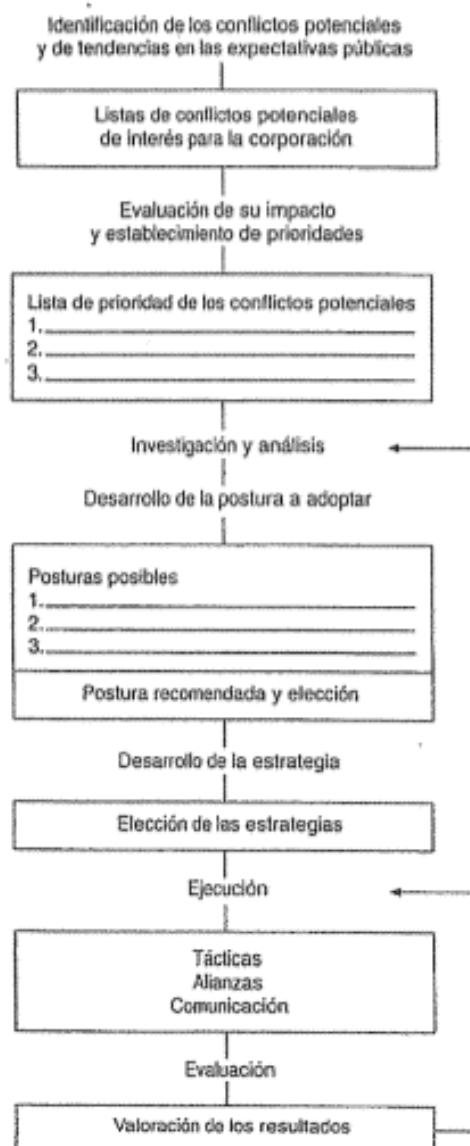 Identificación de los conflictos potenciales
y de tendencias en las expectativas públicas
Listas de conflictos potenciales
de interés para la corporación
Evaluación de su impacto
y establecimiento de prioridades
Lista de prioridad de los conflictos potenciales
1.
2.
3.
Investigación y análisis
Desarrollo de la postura a adoptar
Posturas posibles
1.
2.
3.
Postura recomendada y elección
Desarrollo de la estrategia
Elección de las estrategias
Ejecución
Tácticas
Alianzas
Comunicación
Evaluación
Valoración de los resultados